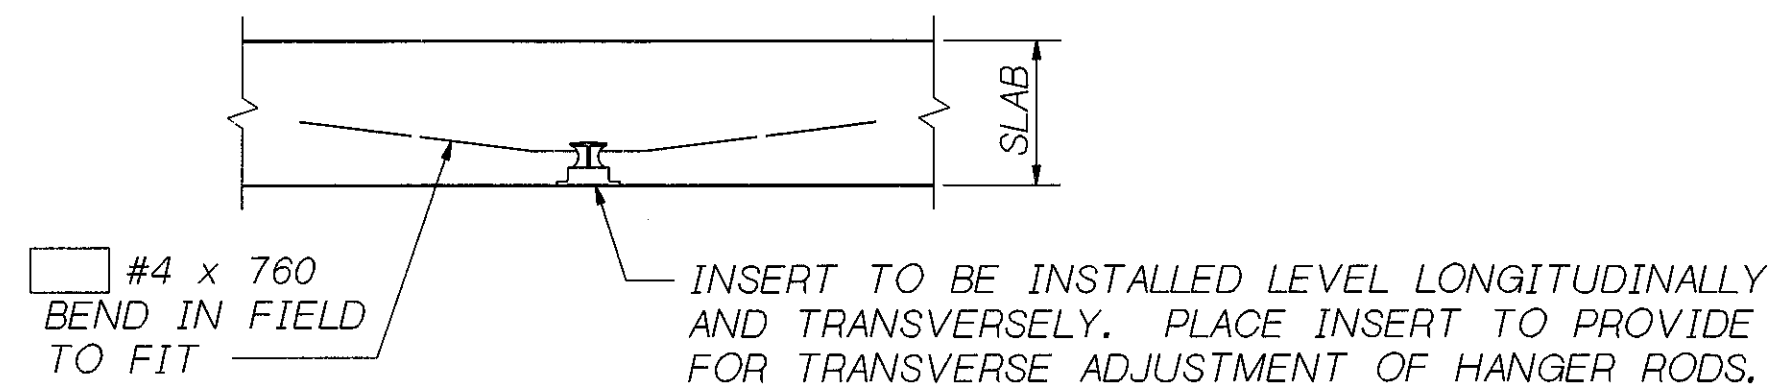 SLAB
#4 x 760
BEND IN FIELD
TO FIT
INSERT TO BE INSTALLED LEVEL LONGITUDINALLY
AND TRANSVERSELY. PLACE INSERT TO PROVIDE
FOR TRANSVERSE ADJUSTMENT OF HANGER RODS.